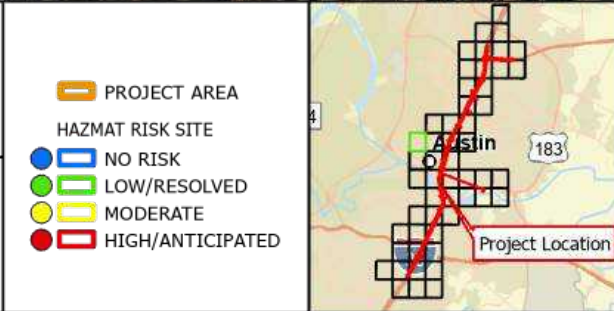 PROJECT AREA
HAZMAT RISK SITE
NO RISK
LOW/RESOLVED
MODERATE
HIGH/ANTICIPATED
4
Austin
183
Project Location